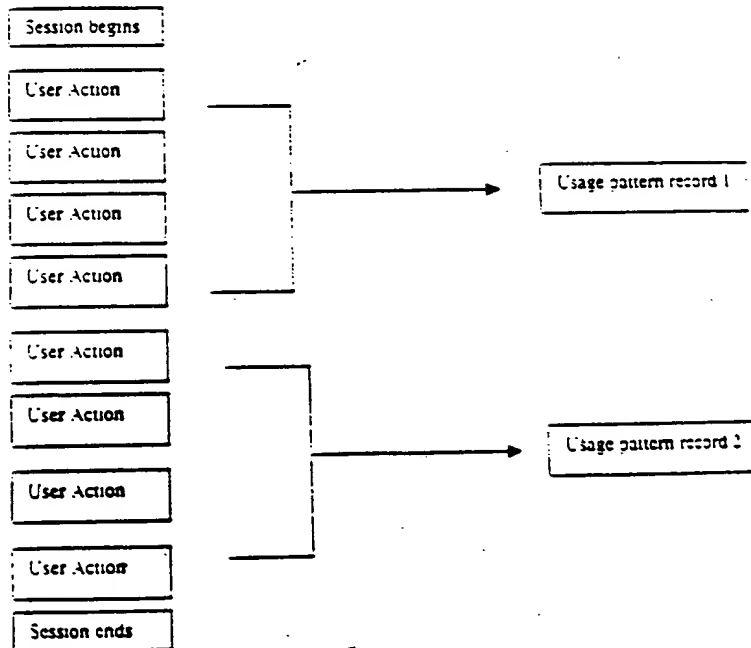 Session begins
User Action
User Action
User Action
User Action
Usage pattern record 1
User Action
User Action
User Action
User Action
Usage pattern record 2
Session ends